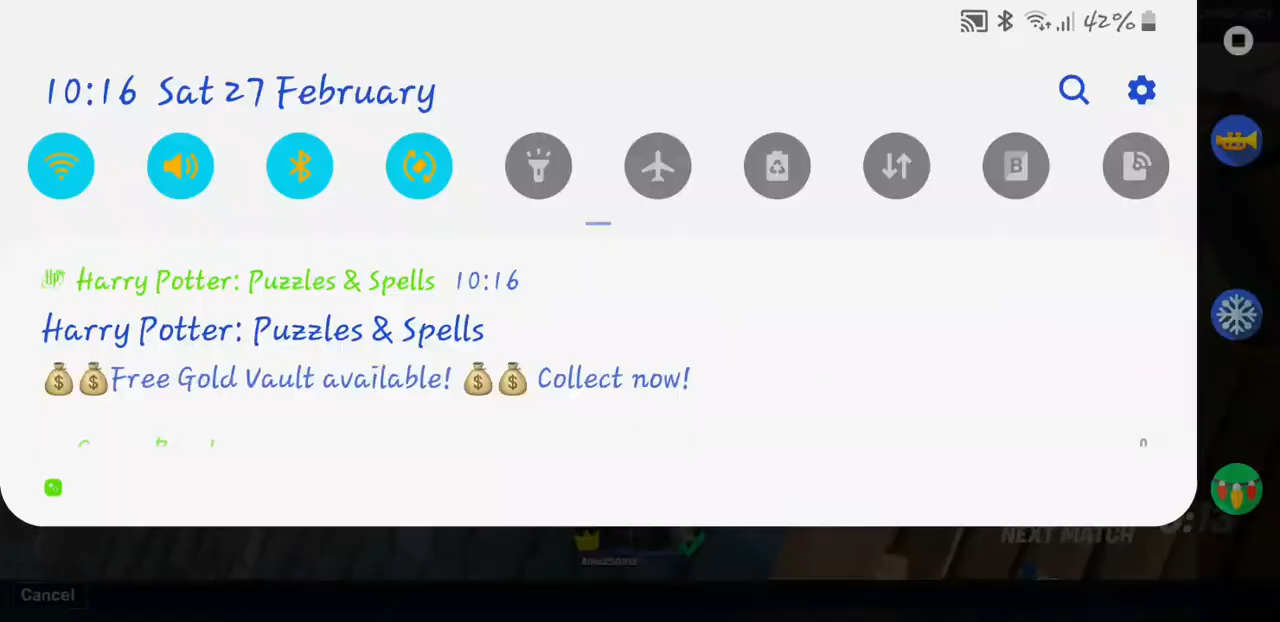 42%
10:16 Sat 27 February
B
Harry Potter: Puzzles & Spells 10:16
Harry Potter: Puzzles & Spells
💰💰Free Gold Vault available! 💰💰 Collect now!
NEXT MATCH
Cancel